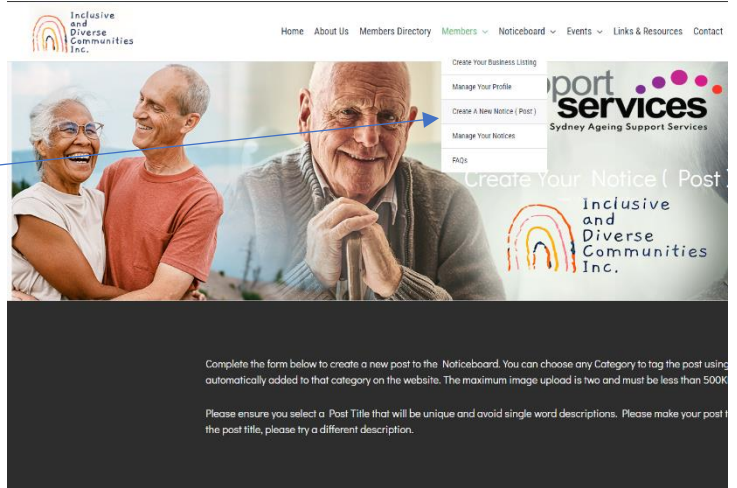 Inclusive
and
Diverse
Communities
Inc.
Home About Us Members Directory Members Noticeboard Events Links & Resources Contact
Create Your Business Listing
Manage Your Profile
Create A New Notice ( Post )
Manage Your Notices
FAQs
port
services
Sydney Ageing Support Services
Create Your Notice ( Post )
Inclusive
and
Diverse
Communities
Inc.
Complete the form below to create a new post to the Noticeboard. You can choose any Category to tag the post using
automatically added to that category on the website. The maximum image upload is two and must be less than 500K
Please ensure you select a Post Title that will be unique and avoid single word descriptions. Please make your post t
the post title, please try a different description.